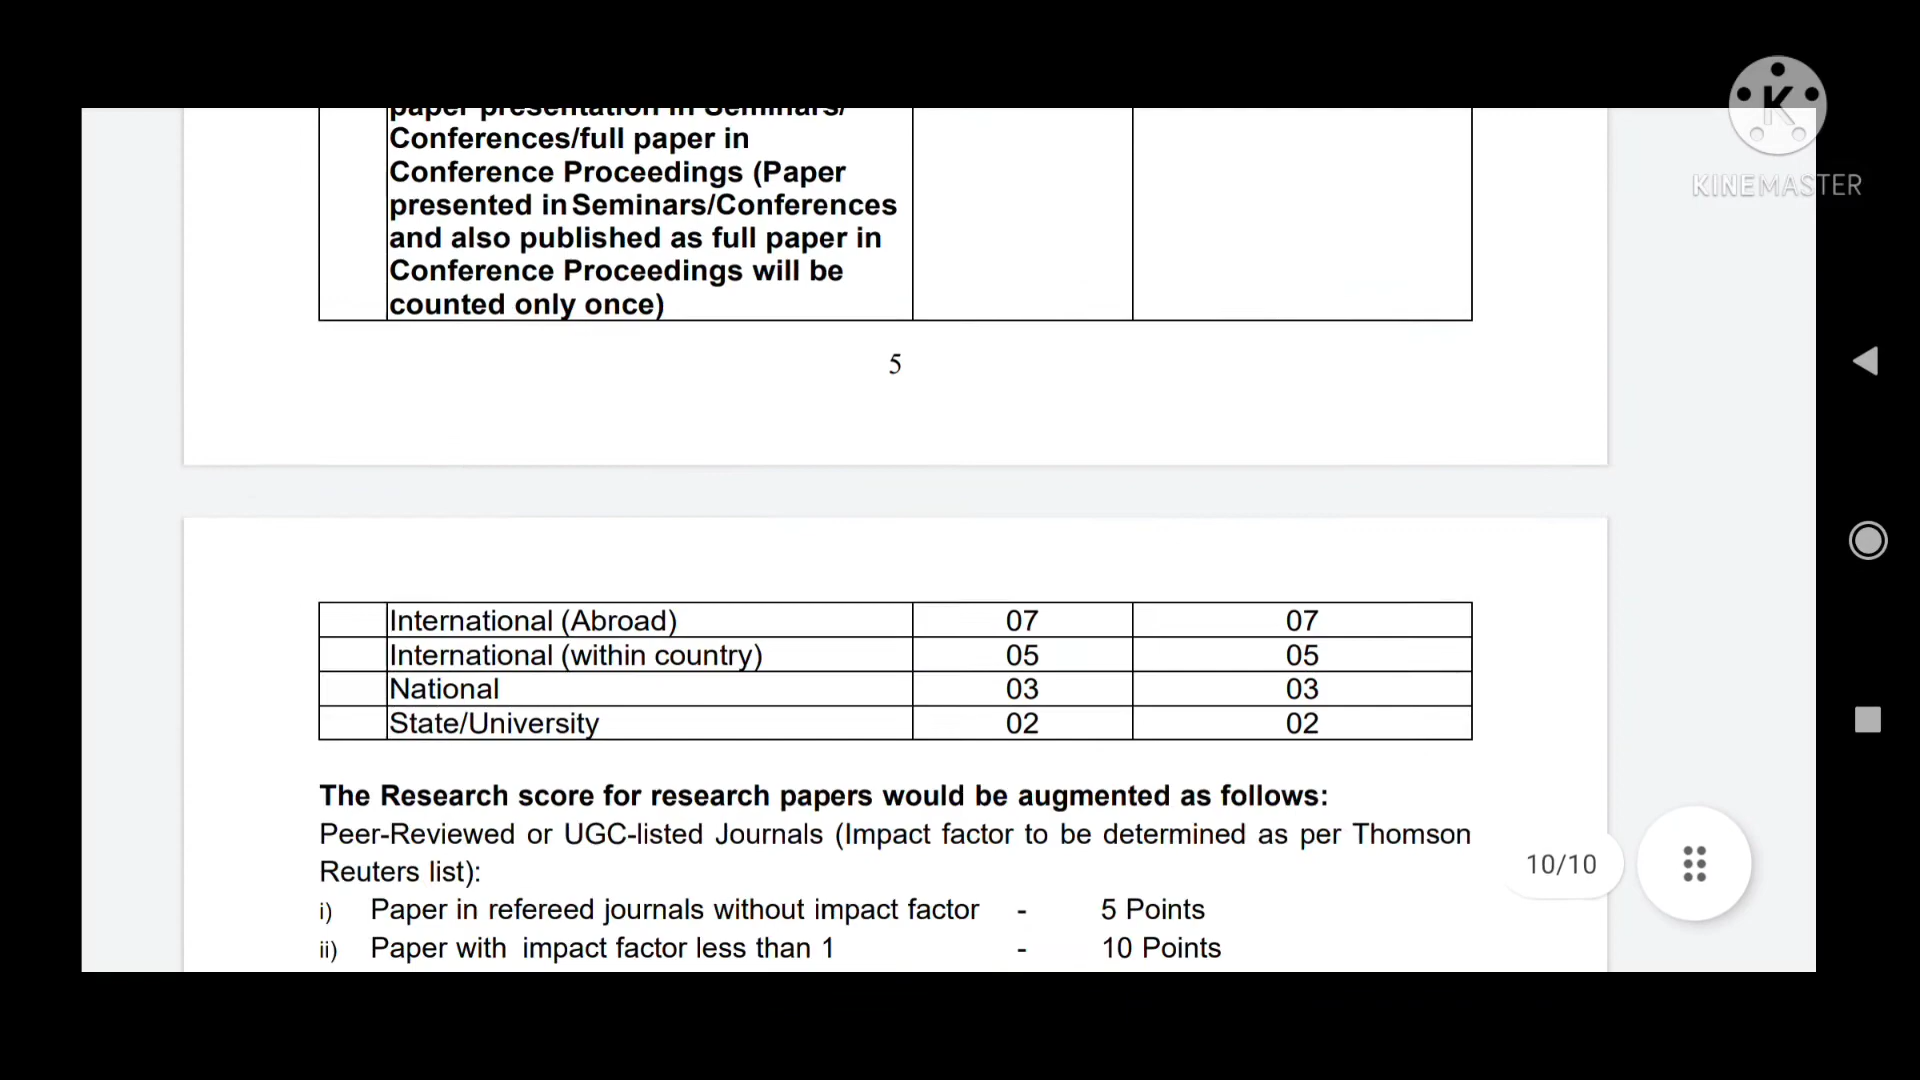 paper presentation in Seminars/
Conferences/full paper in
Conference Proceedings (Paper
presented in Seminars/Conferences
and also published as full paper in
Conference Proceedings will be
counted only once)
5
KINEMASTER
International (Abroad) 07 07
International (within country) 05 05
National 03 03
State/University 02 02
The Research score for research papers would be augmented as follows:
Peer-Reviewed or UGC-listed Journals (Impact factor to be determined as per Thomson
Reuters list):
10/10
i) Paper in refereed journals without impact factor - 5 Points
ii) Paper with impact factor less than 1 - 10 Points